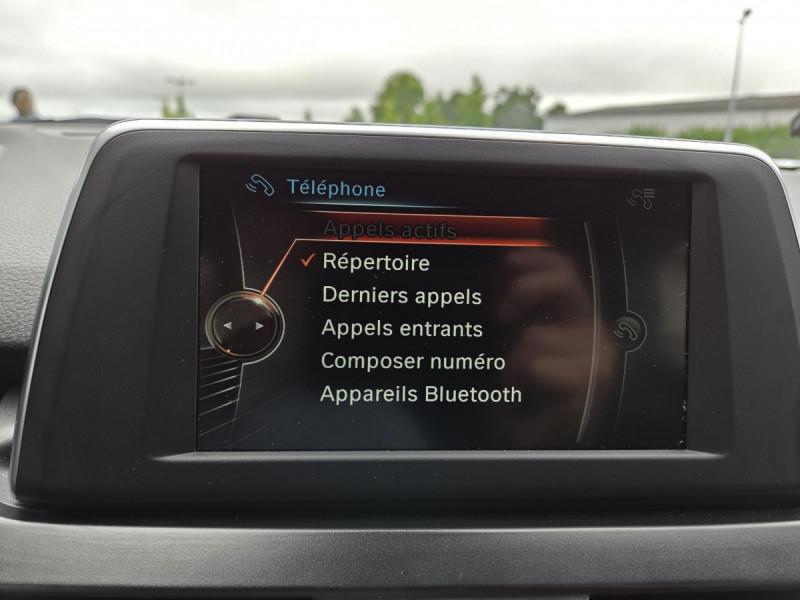 Téléphone
Appels actifs
Répertoire
Derniers appels
Appels entrants
Composer numéro
Appareils Bluetooth